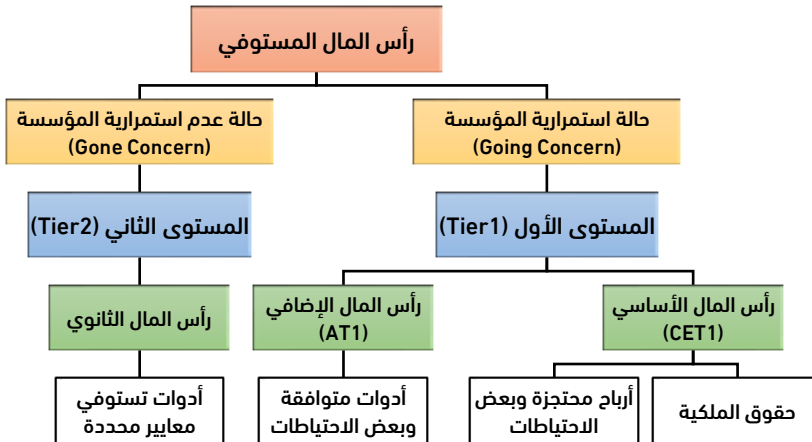 رأس المال المستوفي
حالة استمرارية المؤسسة
(Going Concern)
حالة عدم استمرارية المؤسسة
(Gone Concern)
المستوى الأول (Tier1)
المستوى الثاني (Tier2)
رأس المال الأساسي
(CET1)
رأس المال الإضافي
(AT1)
رأس المال الثانوي
حقوق الملكية
أرباح محتجزة وبعض
الاحتياطات
أدوات متوافقة
وبعض الاحتياطات
أدوات تستوفي
معايير محددة